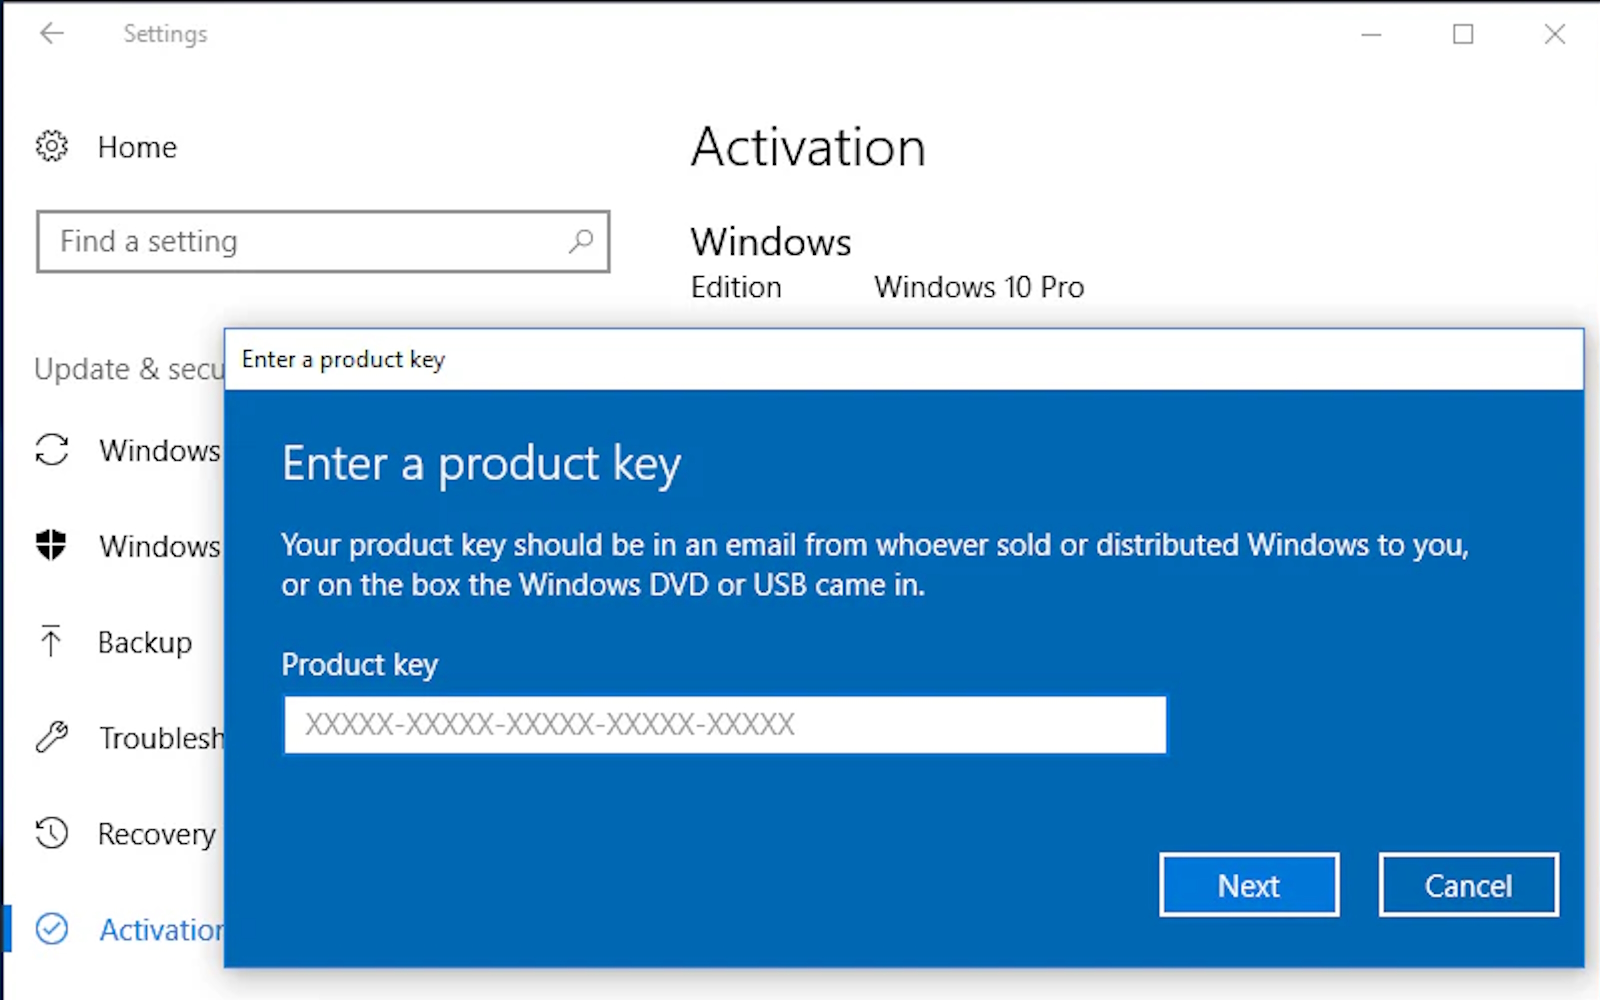 Settings
Home
Find a setting
Update & secu
Windows
Windows
Backup
Troublesh
Recovery
Activation
Activation
Windows
Edition Windows 10 Pro
Enter a product key
Enter a product key
Your product key should be in an email from whoever sold or distributed Windows to you,
or on the box the Windows DVD or USB came in.
Product key
XXXXX-XXXXX-XXXXX-XXXXX-XXXXX
Next Cancel